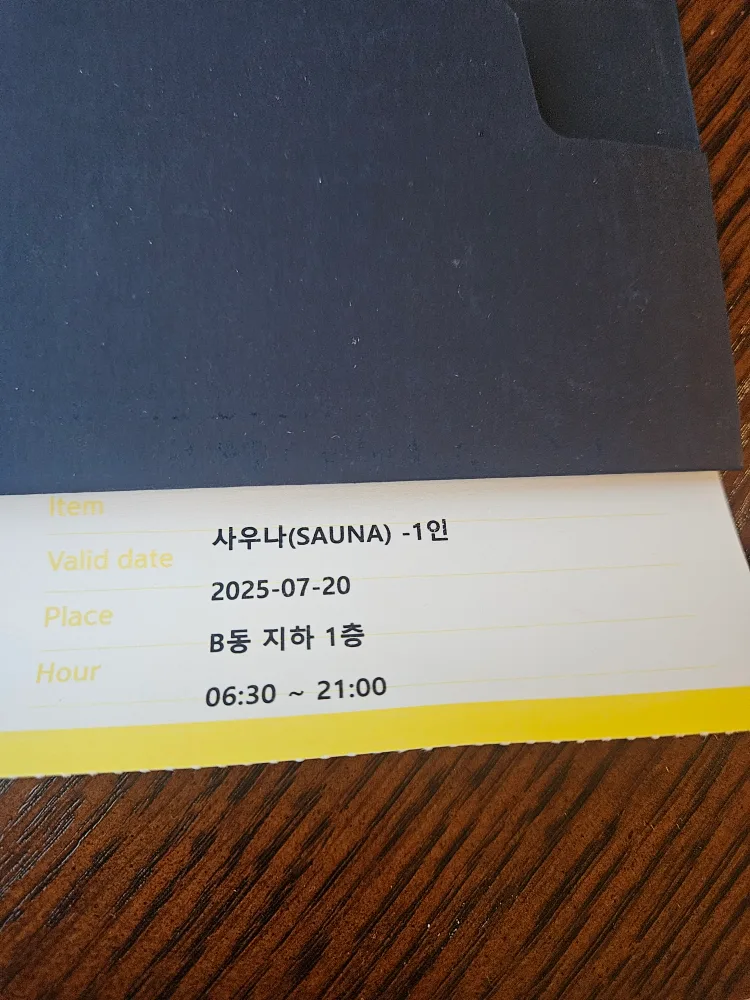 Item
사우나(SAUNA) -1인
Valid date
2025-07-20
Place
B동 지하 1층
Hour
06:30 ~ 21:00